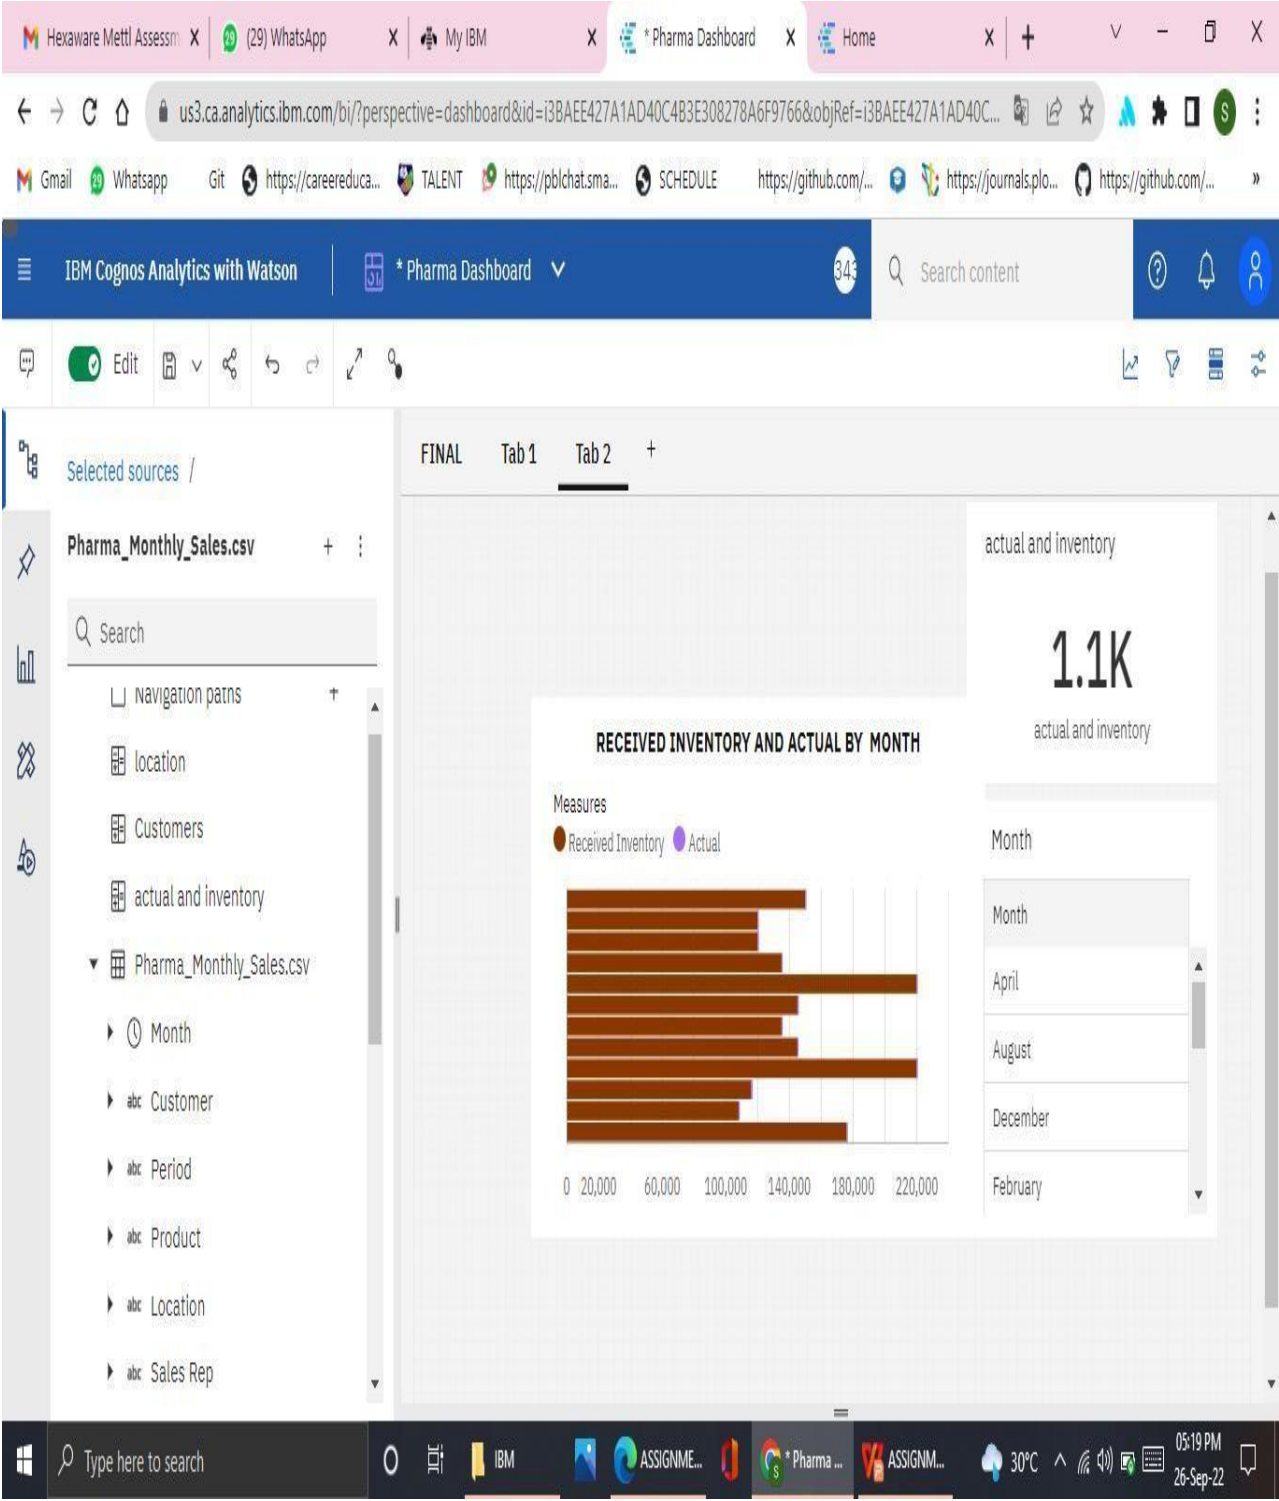 Hexaware Mettl Assessm X (29) WhatsApp X My IBM X * Pharma Dashboard X Home X +
us3.ca.analytics.ibm.com/bi/?perspective=dashboard&id=i3BAEE427A1AD40C4B3E308278A6F9766&objRef=i3BAEE427A1AD40C... S
Gmail Whatsapp Git https://careereduca... TALENT https://pblchat.sma... SCHEDULE https://github.com/... https://journals.plo... https://github.com/... »
IBM Cognos Analytics with Watson * Pharma Dashboard 343 Search content
Edit
FINAL Tab 1 Tab 2 +
Selected sources /
Pharma_Monthly_Sales.csv
Search
Navigation paths
location
Customers
actual and inventory
Pharma_Monthly_Sales.csv
Month
abc Customer
abc Period
abc Product
abc Location
abc Sales Rep
actual and inventory
1.1K
actual and inventory
RECEIVED INVENTORY AND ACTUAL BY MONTH
Measures
Received Inventory Actual
0 20,000 60,000 100,000 140,000 180,000 220,000
Month
Month
April
August
December
February
Type here to search IBM ASSIGNME... * Pharma ... ASSIGNM... 30°C 05:19 PM
26-Sep-22